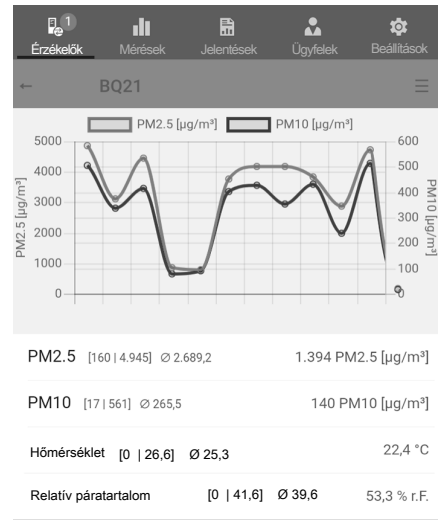 1
Érzékelők Mérések Jelentések Ügyfelek Beállítások
← BQ21 ☰
PM2.5 [µg/m³] PM10 [µg/m³]
5000 600
4000 500
3000 400
2000 300
1000 200
0 100
0
PM2.5 [µg/m³]
PM10 [µg/m³]
PM2.5 [160 | 4.945] Ø 2.689,2 1.394 PM2.5 [µg/m³]
PM10 [17 | 561] Ø 265,5 140 PM10 [µg/m³]
Hőmérséklet [0 | 26,6] Ø 25,3 22,4 °C
Relatív páratartalom [0 | 41,6] Ø 39,6 53,3 % r.F.